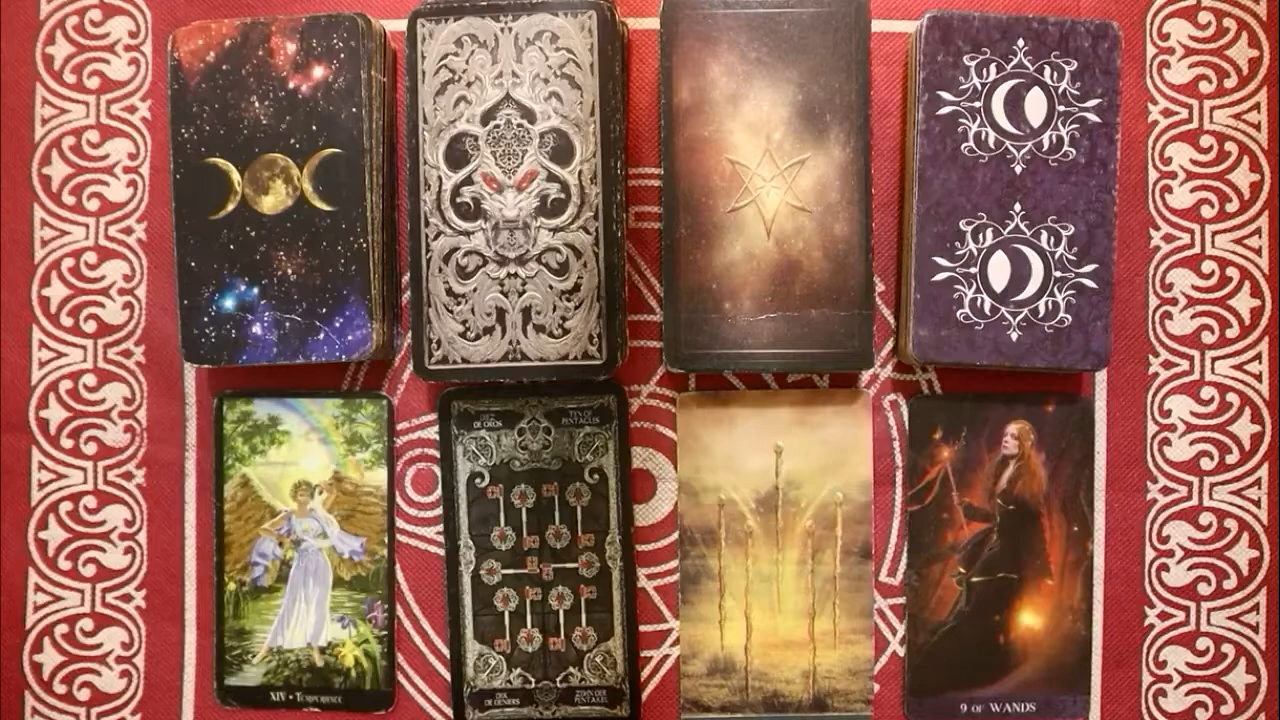 XIV • TEMPERANCE
DIEZ
DE OROS
TEN OF
PENTACLES
DIX
DE DENIERS
ZEHN DER
PENTAKEL
9 OF WANDS